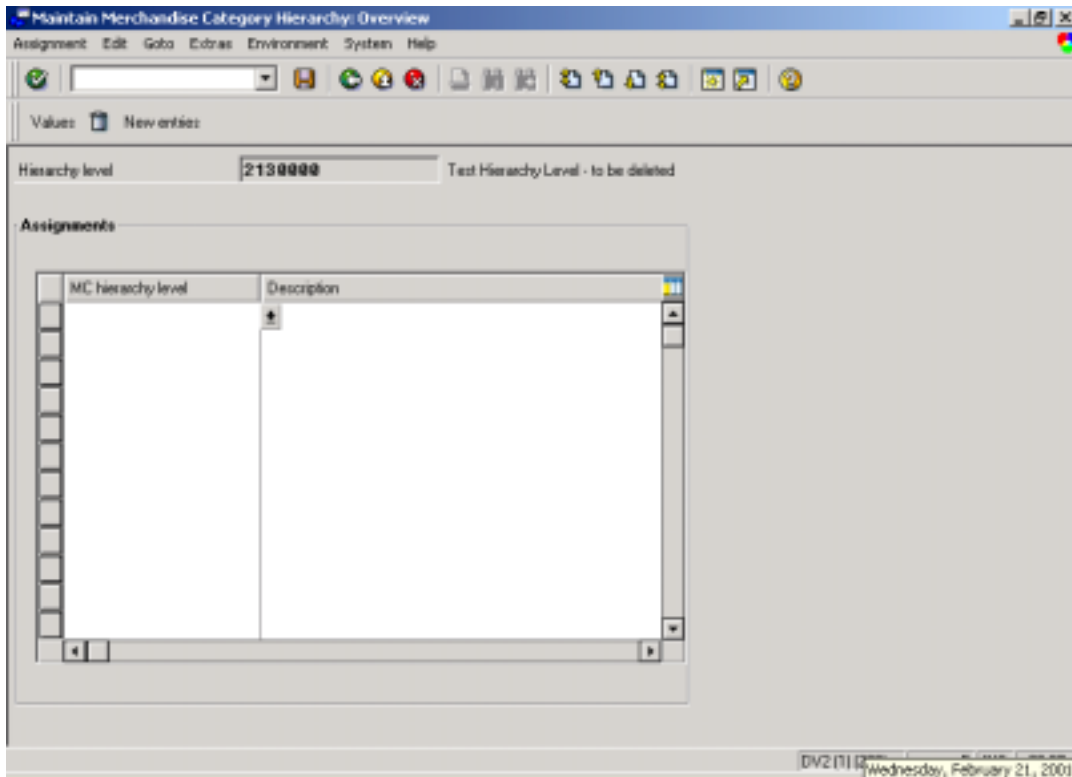 Maintain Merchandise Category Hierarchy: Overview
Assignment Edit Goto Extras Environment System Help
Values New entries
Hierarchy level 2130000 Test Hierarchy Level - to be deleted
Assignments
MC hierarchy level Description
DV2 (1)
Wednesday, February 21, 2001